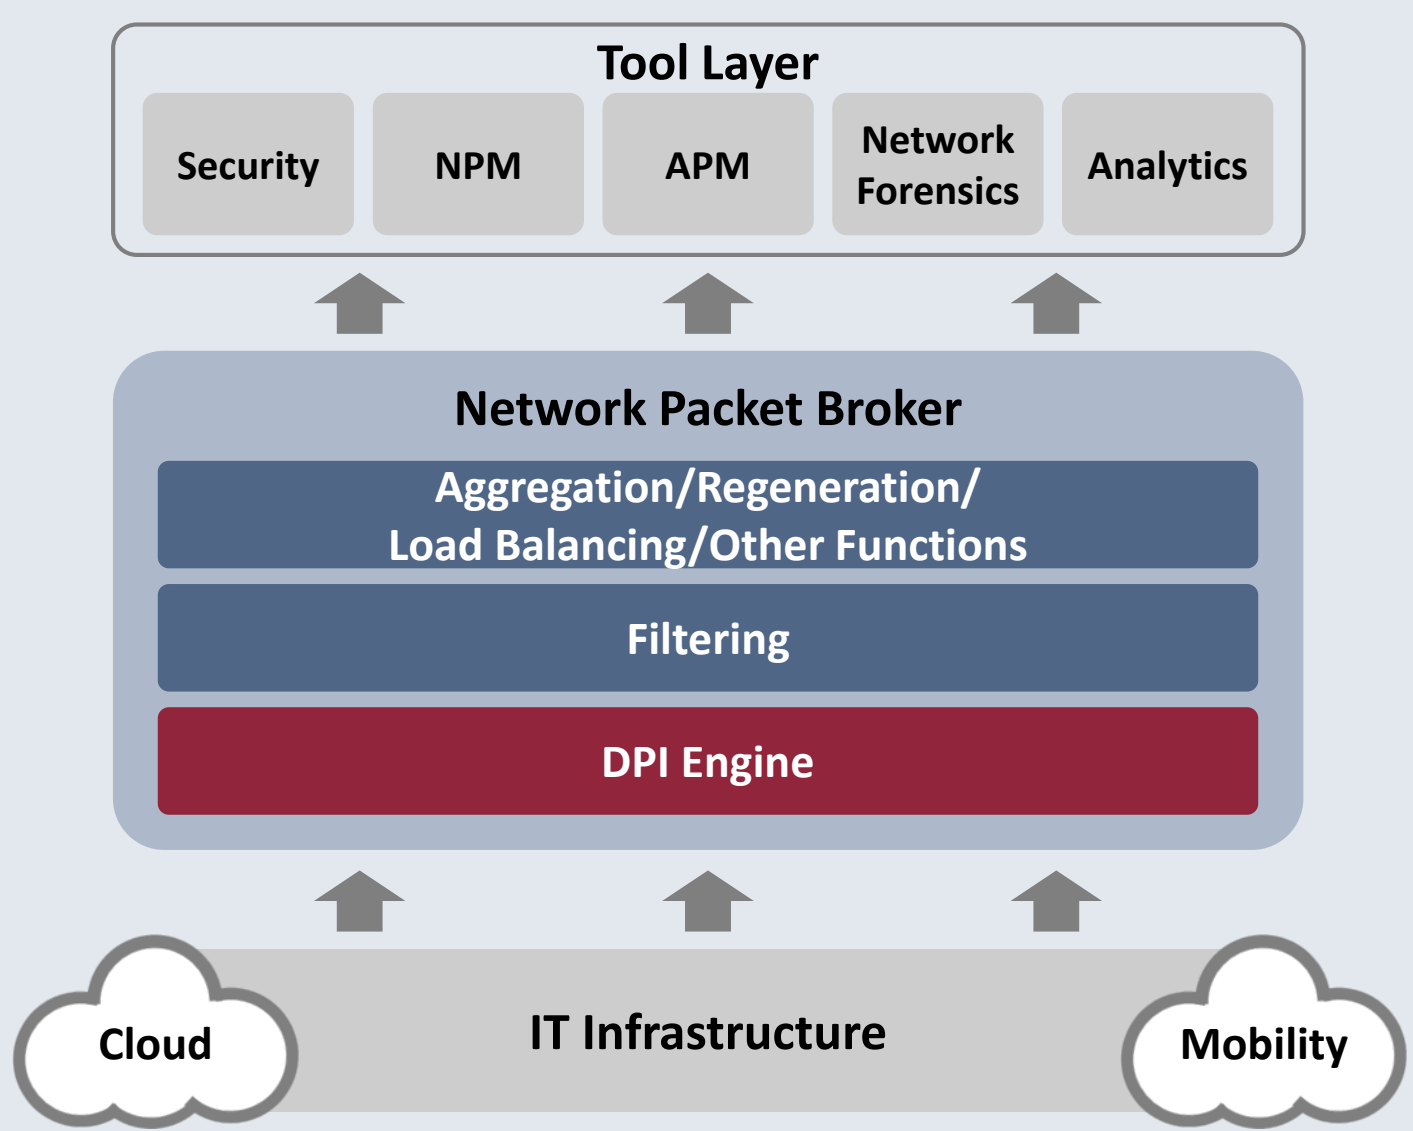 Tool Layer
Security
NPM
APM
Network
Forensics
Analytics
Network Packet Broker
Aggregation/Regeneration/
Load Balancing/Other Functions
Filtering
DPI Engine
Cloud
IT Infrastructure
Mobility